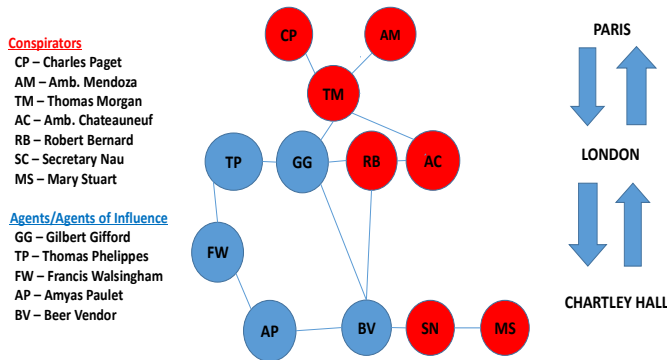 Conspirators
CP – Charles Paget
AM – Amb. Mendoza
TM – Thomas Morgan
AC – Amb. Chateauneuf
RB – Robert Bernard
SC – Secretary Nau
MS – Mary Stuart
Agents/Agents of Influence
GG – Gilbert Gifford
TP – Thomas Phelippes
FW – Francis Walsingham
AP – Amyas Paulet
BV – Beer Vendor
CP
AM
TM
TP
GG
RB
AC
FW
AP
BV
SN
MS
PARIS
LONDON
CHARTLEY HALL